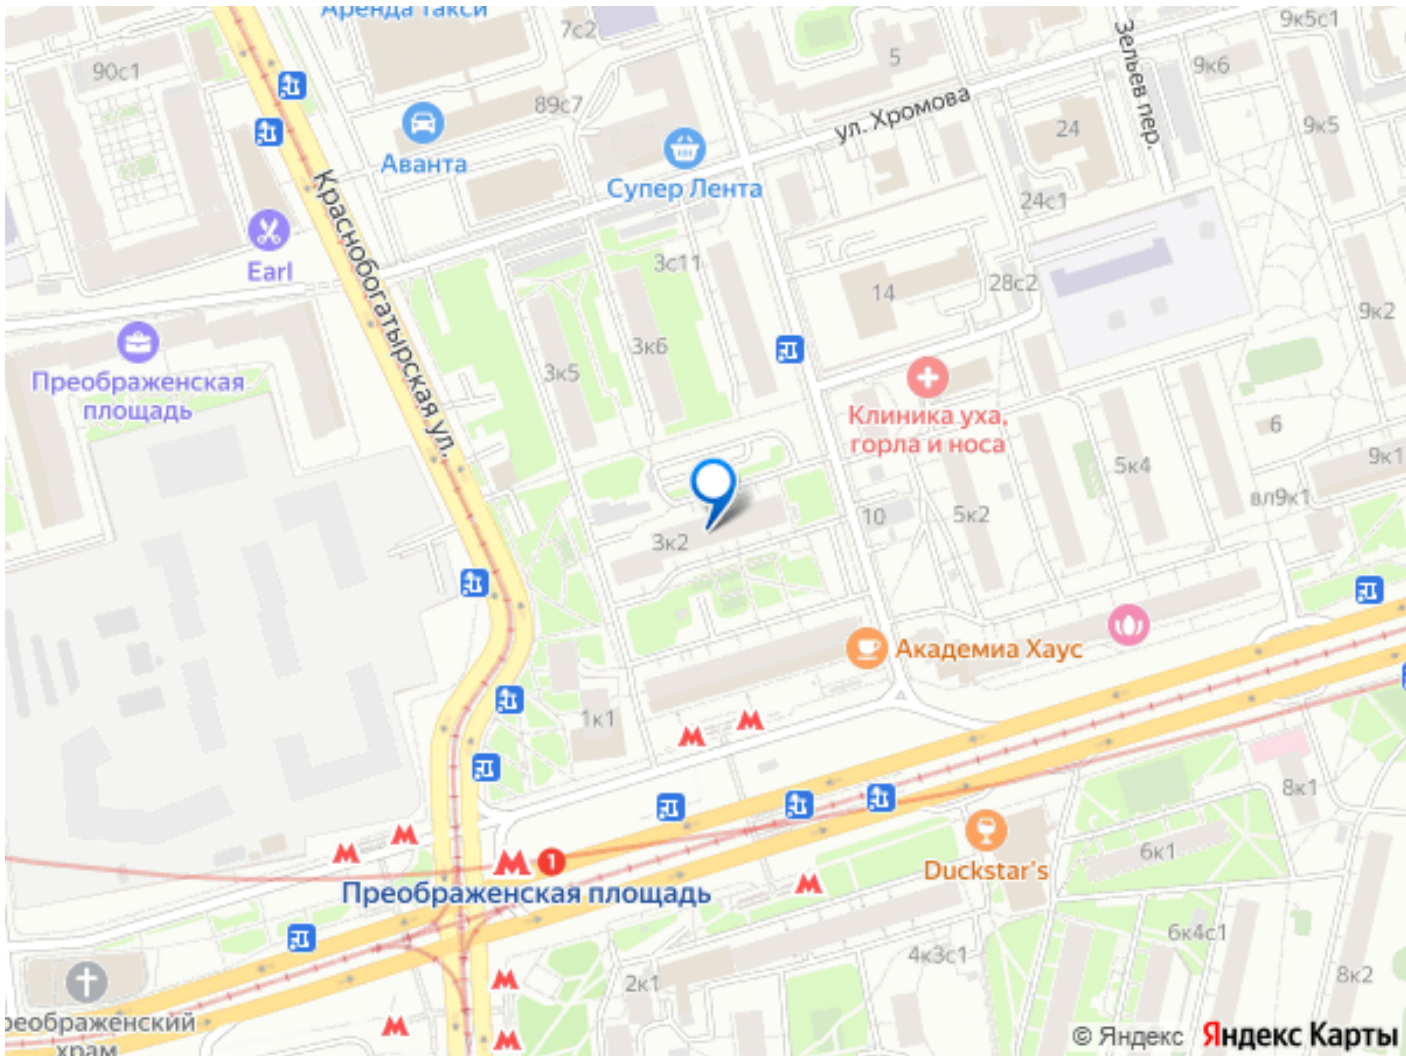 Аренда такси
7с2
9к5с1
90с1
5
Зельев пер.
9к6
89с7
ул. Хромова
24
9к5
Аванта
Супер Лента
24с1
Краснобогатырская ул.
Earl
3с11
14
28с2
9к2
3к6
Преображенская
площадь
3к5
Клиника уха,
горла и носа
6
9к1
5к4
вл9к1
10
5к2
3к2
Академиа Хаус
1к1
8к1
6к1
1
Duckstar's
Преображенская площадь
6к4с1
4к3с1
2к1
8к2
реображенский
храм
© Яндекс Яндекс Карты